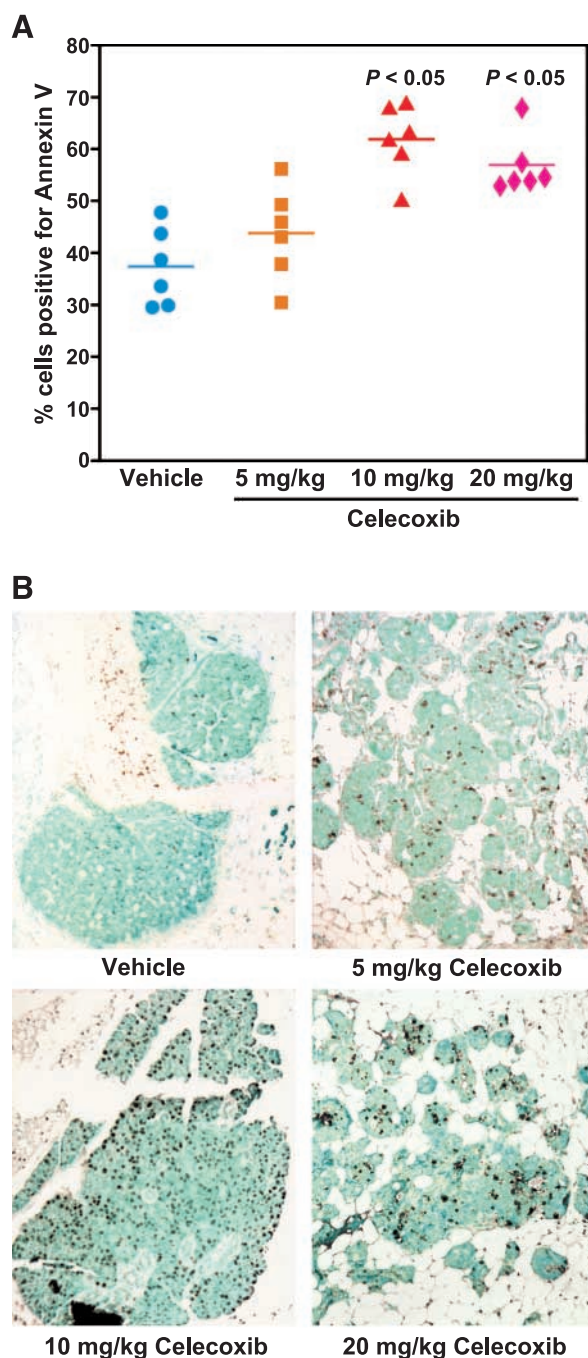 A
% cells positive for Annexin V
80
70
60
50
40
30
20
10
0
P < 0.05
P < 0.05
Vehicle
5 mg/kg
10 mg/kg
20 mg/kg
Celecoxib
B
Vehicle
5 mg/kg Celecoxib
10 mg/kg Celecoxib
20 mg/kg Celecoxib